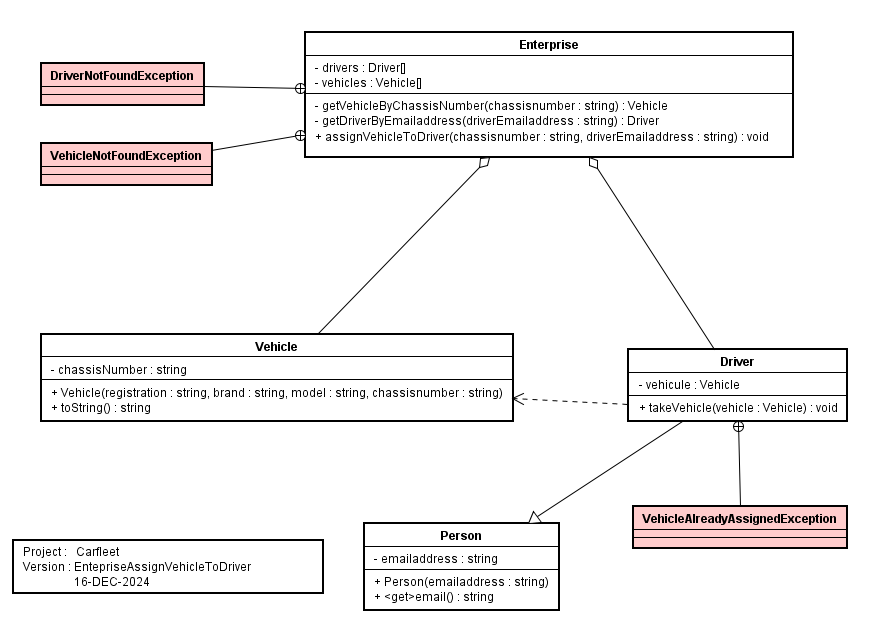 Enterprise
- drivers : Driver[]
- vehicles : Vehicle[]
- getVehicleByChassisNumber(chassisnumber : string) : Vehicle
- getDriverByEmailaddress(driverEmailaddress : string) : Driver
+ assignVehicleToDriver(chassisnumber : string, driverEmailaddress : string) : void
DriverNotFoundException
VehicleNotFoundException
Vehicle
- chassisNumber : string
+ Vehicle(registration : string, brand : string, model : string, chassisnumber : string)
+ toString() : string
Driver
- vehicule : Vehicle
+ takeVehicle(vehicle : Vehicle) : void
VehicleAlreadyAssignedException
Person
- emailaddress : string
+ Person(emailaddress : string)
+ <get>email() : string
Project : Carfleet
Version : EntepriseAssignVehicleToDriver
16-DEC-2024